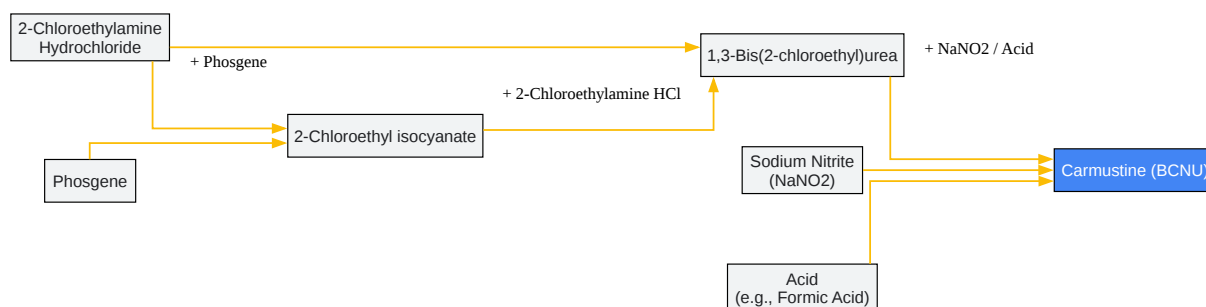 2-Chloroethylamine
Hydrochloride
+ Phosgene
1,3-Bis(2-chloroethyl)urea
+ NaNO2 / Acid
+ 2-Chloroethylamine HCl
2-Chloroethyl isocyanate
Phosgene
Sodium Nitrite
(NaNO2)
Carmustine (BCNU)
Acid
(e.g., Formic Acid)